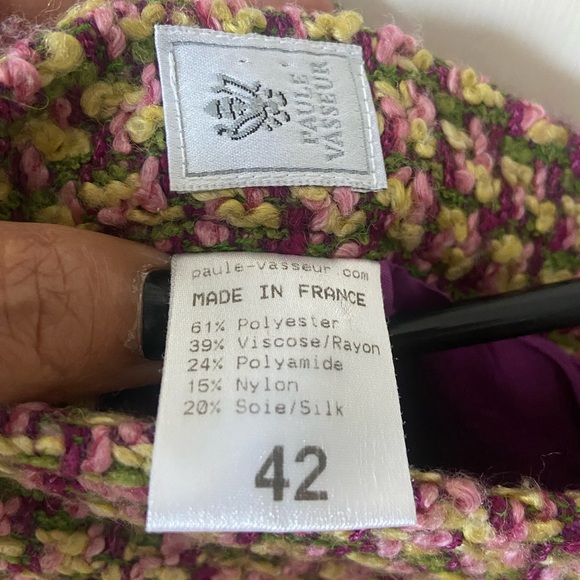 PAULE
VASSEUR
paule-vasseur.com
MADE IN FRANCE
61% Polyester
39% Viscose/Rayon
24% Polyamide
15% Nylon
20% Soie/Silk
42